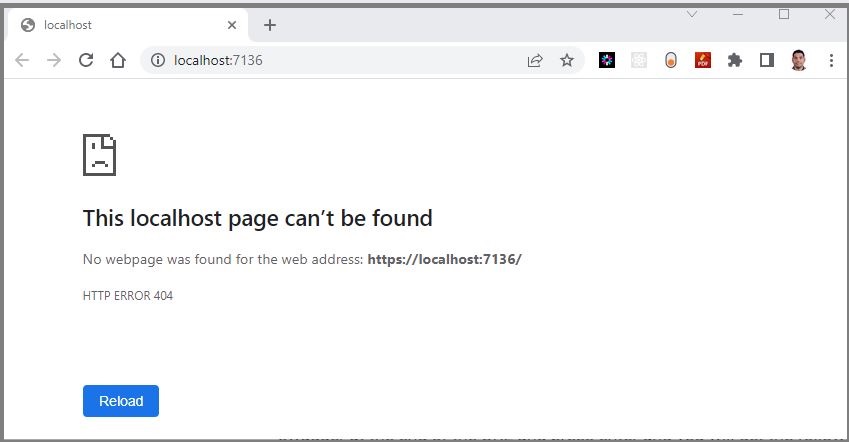 localhost
localhost:7136
PDF
This localhost page can't be found
No webpage was found for the web address: https://localhost:7136/
HTTP ERROR 404
Reload